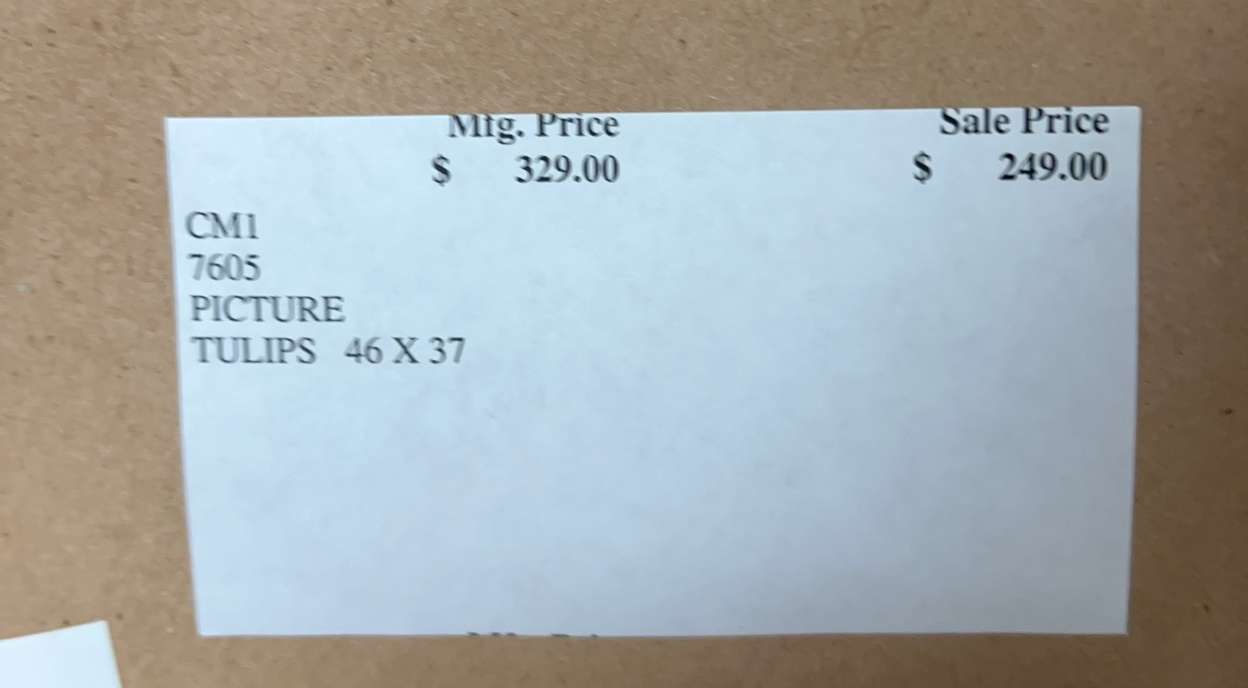 Mfg. Price Sale Price
$ 329.00 $ 249.00
CM1
7605
PICTURE
TULIPS 46 X 37